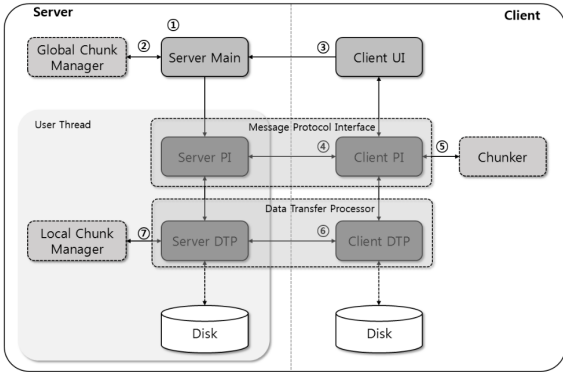 Server
Client
①
Global Chunk
Manager
②
Server Main
③
Client UI
User Thread
Message Protocol Interface
Server PI
④
Client PI
⑤
Chunker
Data Transfer Processor
Local Chunk
Manager
⑦
Server DTP
⑥
Client DTP
Disk
Disk